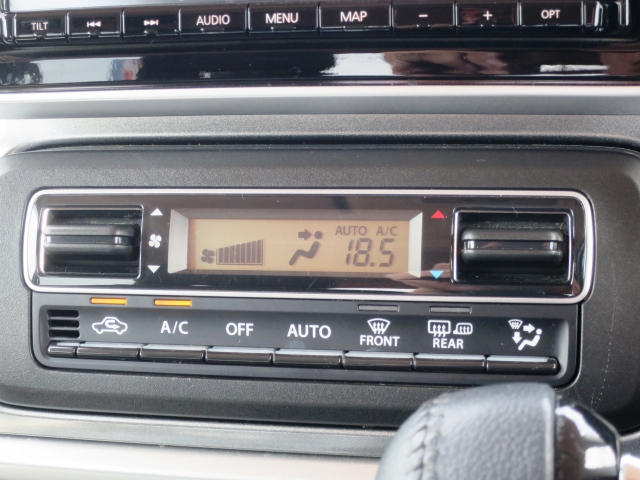 TILT AUDIO MENU MAP − + OPT
AUTO A/C
18.5
A/C OFF AUTO FRONT REAR